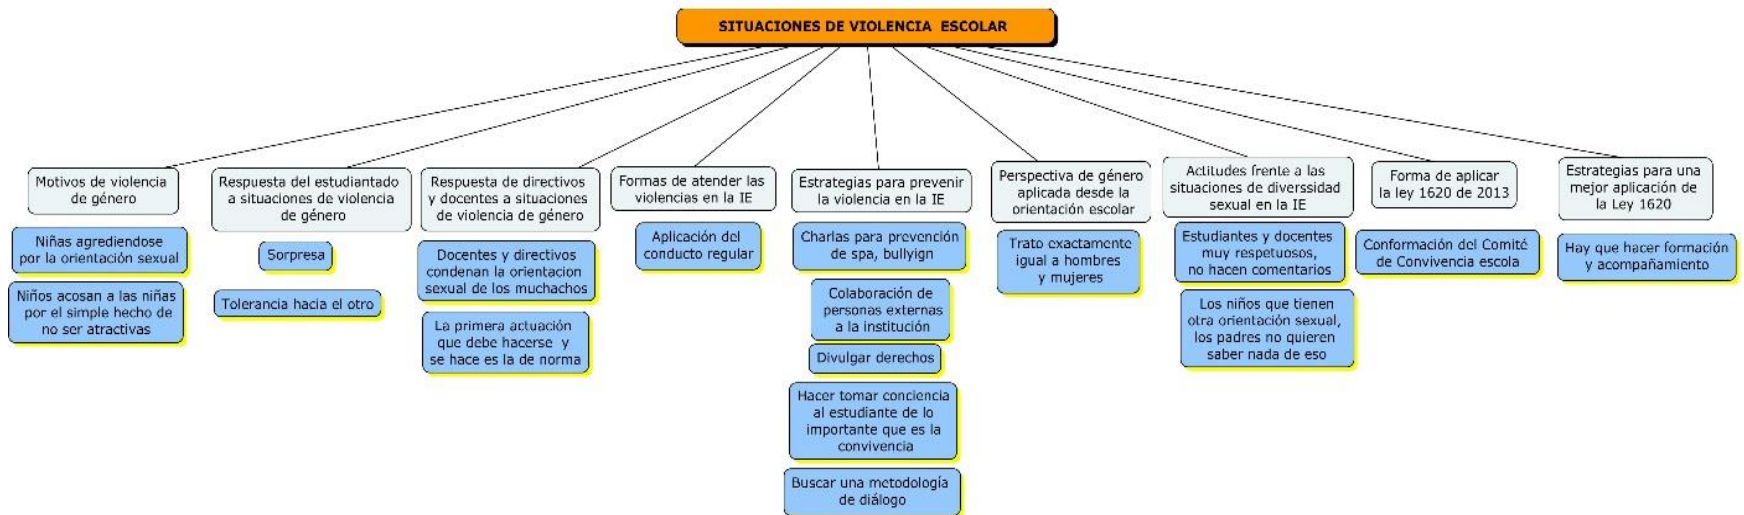 SITUACIONES DE VIOLENCIA ESCOLAR
Motivos de violencia
de género
Niñas agrediendose
por la orientación sexual
Niños acosan a las niñas
por el simple hecho de
no ser atractivas
Respuesta del estudiantado
a situaciones de violencia
de género
Sorpresa
Tolerancia hacia el otro
Respuesta de directivos
y docentes a situaciones
de violencia de género
Docentes y directivos
condenan la orientacion
sexual de los muchachos
La primera actuación
que debe hacerse y
se hace es la de norma
Formas de atender las
violencias en la IE
Aplicación del
conducto regular
Estrategias para prevenir
la violencia en la IE
Charlas para prevención
de spa, bullyign
Colaboración de
personas externas
a la institución
Divulgar derechos
Hacer tomar conciencia
al estudiante de lo
importante que es la
convivencia
Buscar una metodología
de diálogo
Perspectiva de género
aplicada desde la
orientación escolar
Trato exactamente
igual a hombres
y mujeres
Actitudes frente a las
situaciones de diverssidad
sexual en la IE
Estudiantes y docentes
muy respetuosos,
no hacen comentarios
Los niños que tienen
otra orientación sexual,
los padres no quieren
saber nada de eso
Forma de aplicar
la ley 1620 de 2013
Conformación del Comité
de Convivencia escola
Estrategias para una
mejor aplicación de
la Ley 1620
Hay que hacer formación
y acompañamiento